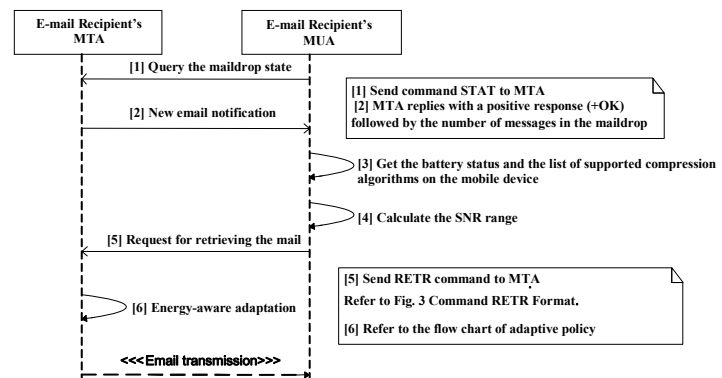 E-mail Recipient's
MTA
E-mail Recipient's
MUA
[1] Query the maildrop state
[1] Send command STAT to MTA
[2] MTA replies with a positive response (+OK)
followed by the number of messages in the maildrop
[2] New email notification
[3] Get the battery status and the list of supported compression
algorithms on the mobile device
[4] Calculate the SNR range
[5] Request for retrieving the mail
[5] Send RETR command to MTA
Refer to Fig. 3 Command RETR Format.
[6] Refer to the flow chart of adaptive policy
[6] Energy-aware adaptation
<<<Email transmission>>>